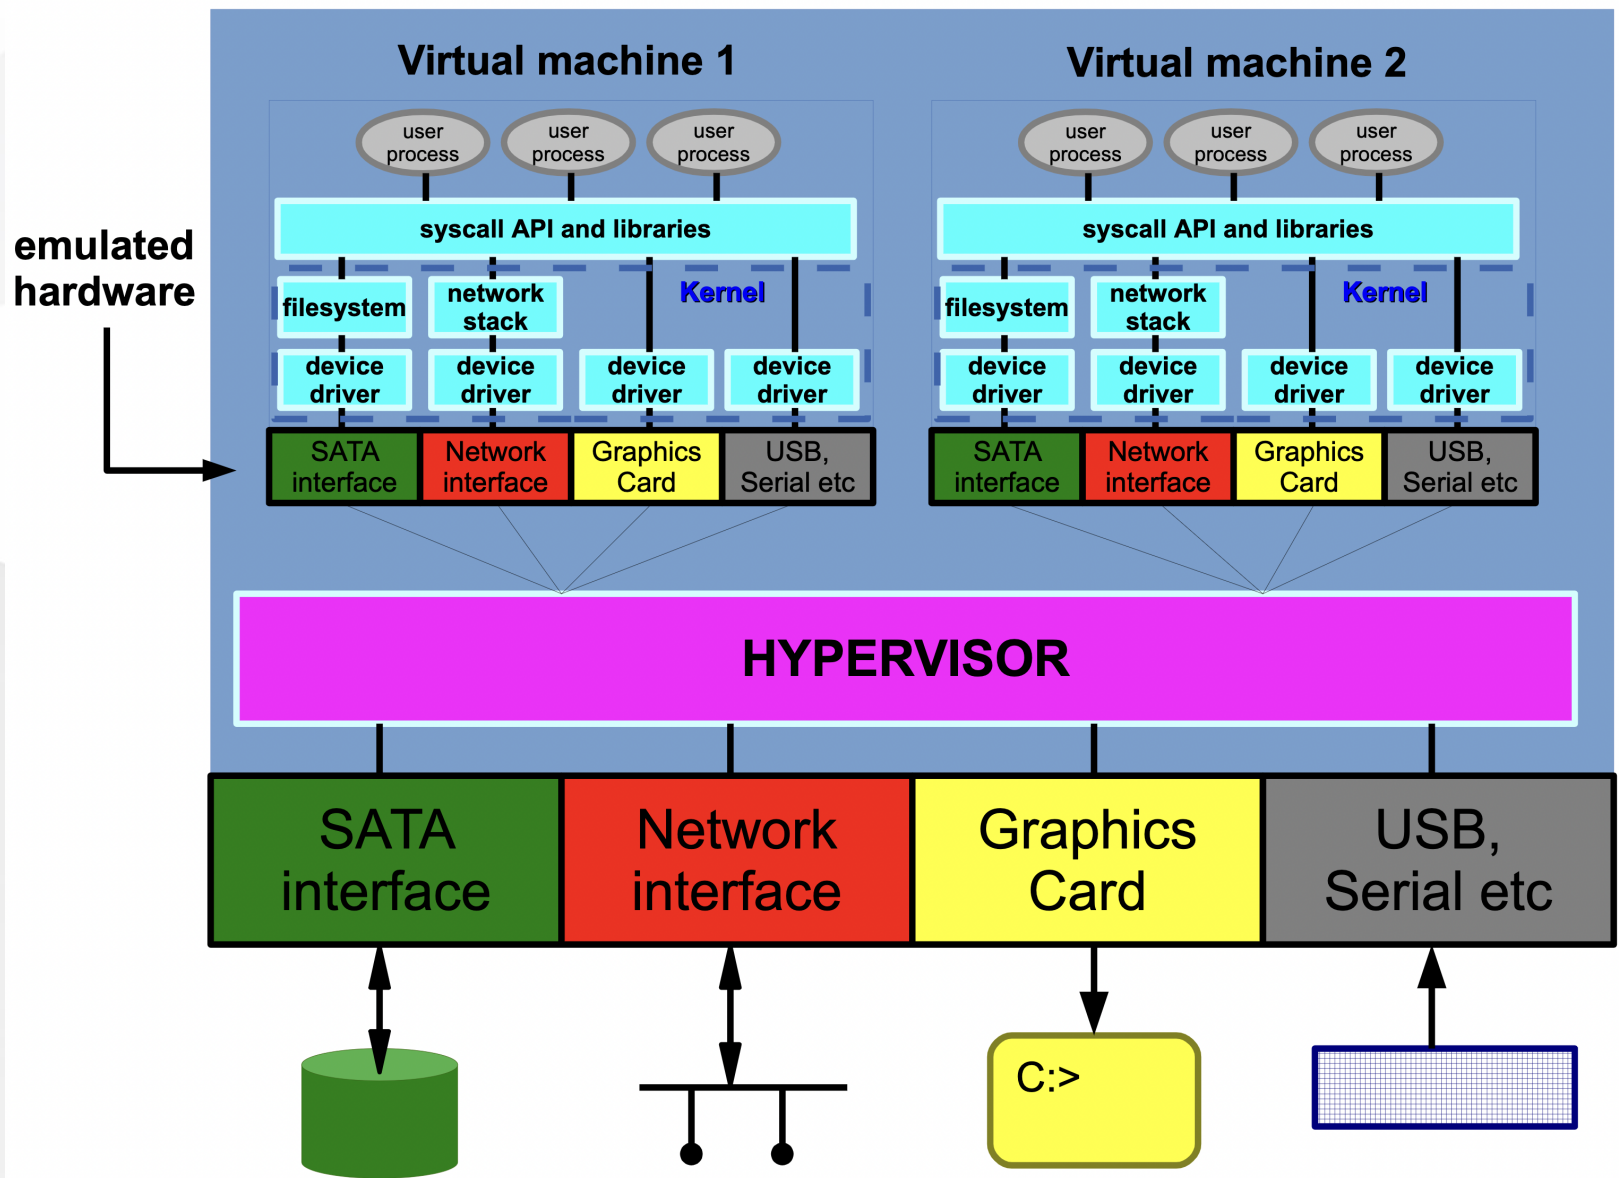 Virtual machine 1
Virtual machine 2
user
process
user
process
user
process
user
process
user
process
user
process
syscall API and libraries
syscall API and libraries
emulated
hardware
filesystem
network
stack
Kernel
filesystem
network
stack
Kernel
device
driver
device
driver
device
driver
device
driver
device
driver
device
driver
device
driver
device
driver
SATA
interface
Network
interface
Graphics
Card
USB,
Serial etc
SATA
interface
Network
interface
Graphics
Card
USB,
Serial etc
HYPERVISOR
SATA
interface
Network
interface
Graphics
Card
USB,
Serial etc
C:>